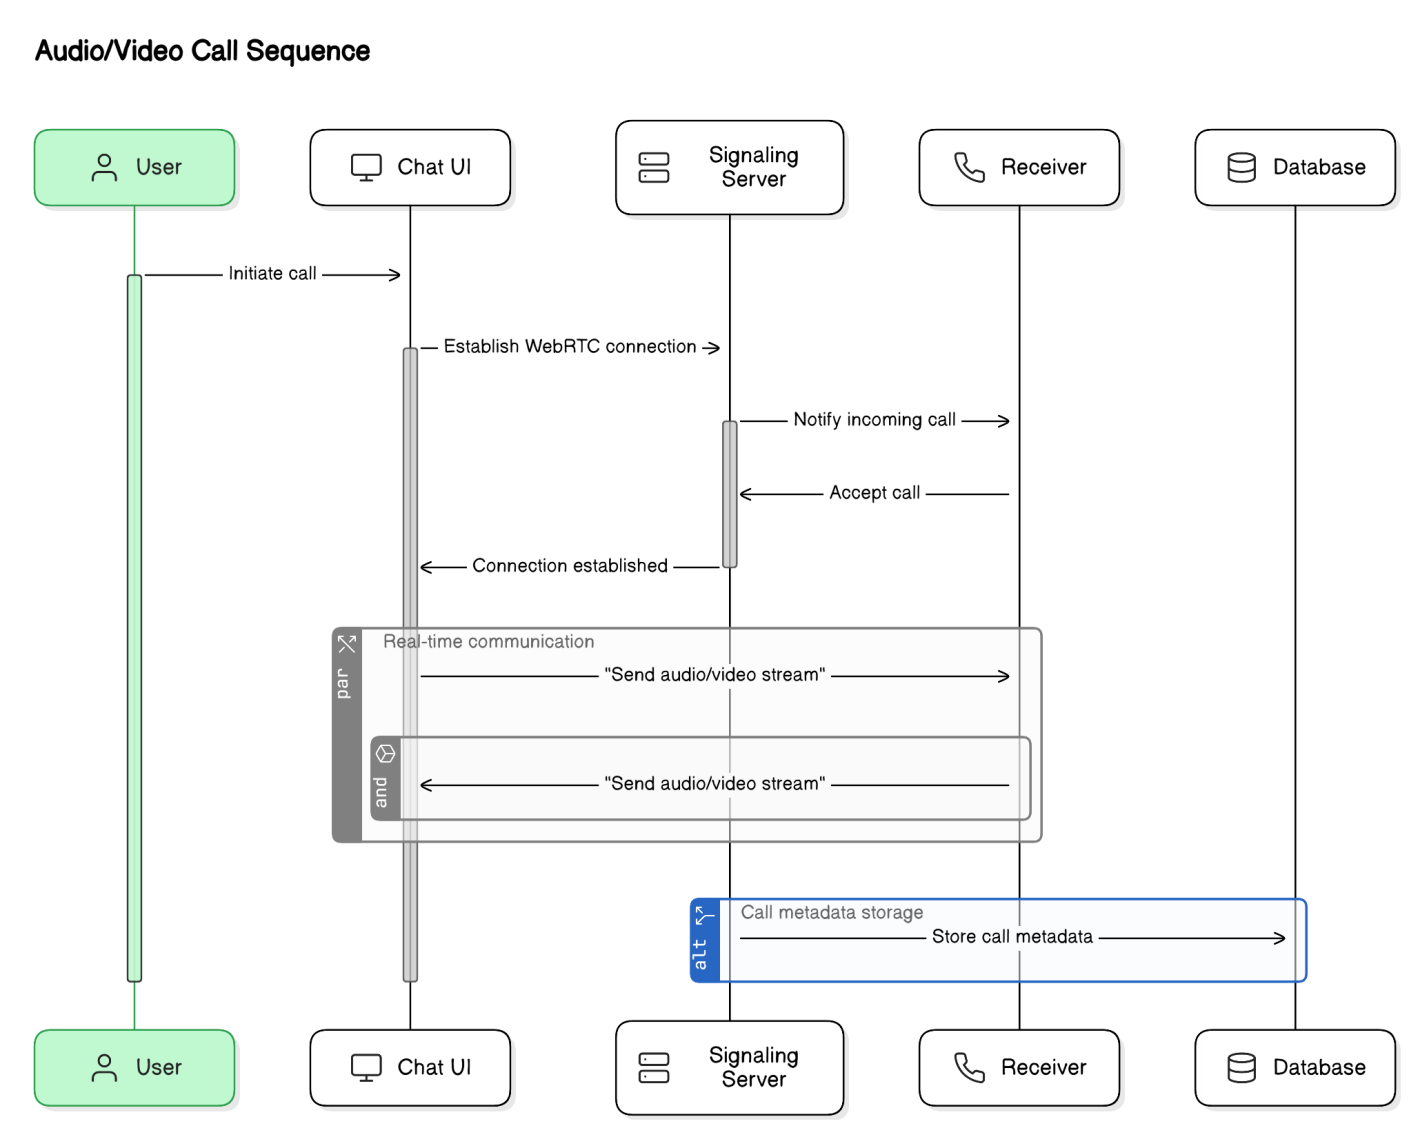 Audio/Video Call Sequence
User
Chat UI
Signaling
Server
Receiver
Database
Initiate call
Establish WebRTC connection
Notify incoming call
Accept call
Connection established
par
Real-time communication
"Send audio/video stream"
and
"Send audio/video stream"
alt
Call metadata storage
Store call metadata
User
Chat UI
Signaling
Server
Receiver
Database